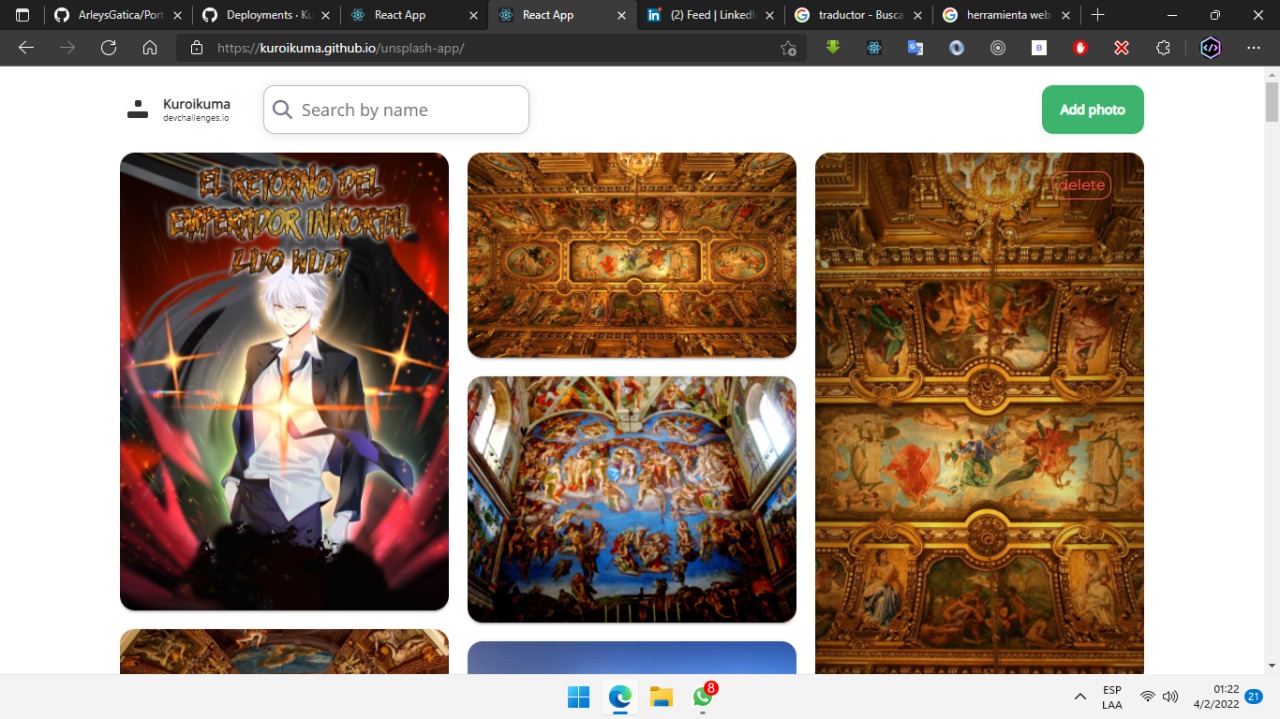 ArleysGatica/Port
Deployments · Ku
React App
React App
(2) Feed | LinkedI
traductor - Busca
herramienta web
https://kuroikuma.github.io/unsplash-app/
Kuroikuma
devchallenges.io
Search by name
Add photo
EL RETORNO DEL
EMPERADOR INMORTAL
LUO WUJI
delete
8
ESP
LAA
01:22
4/2/2022
21